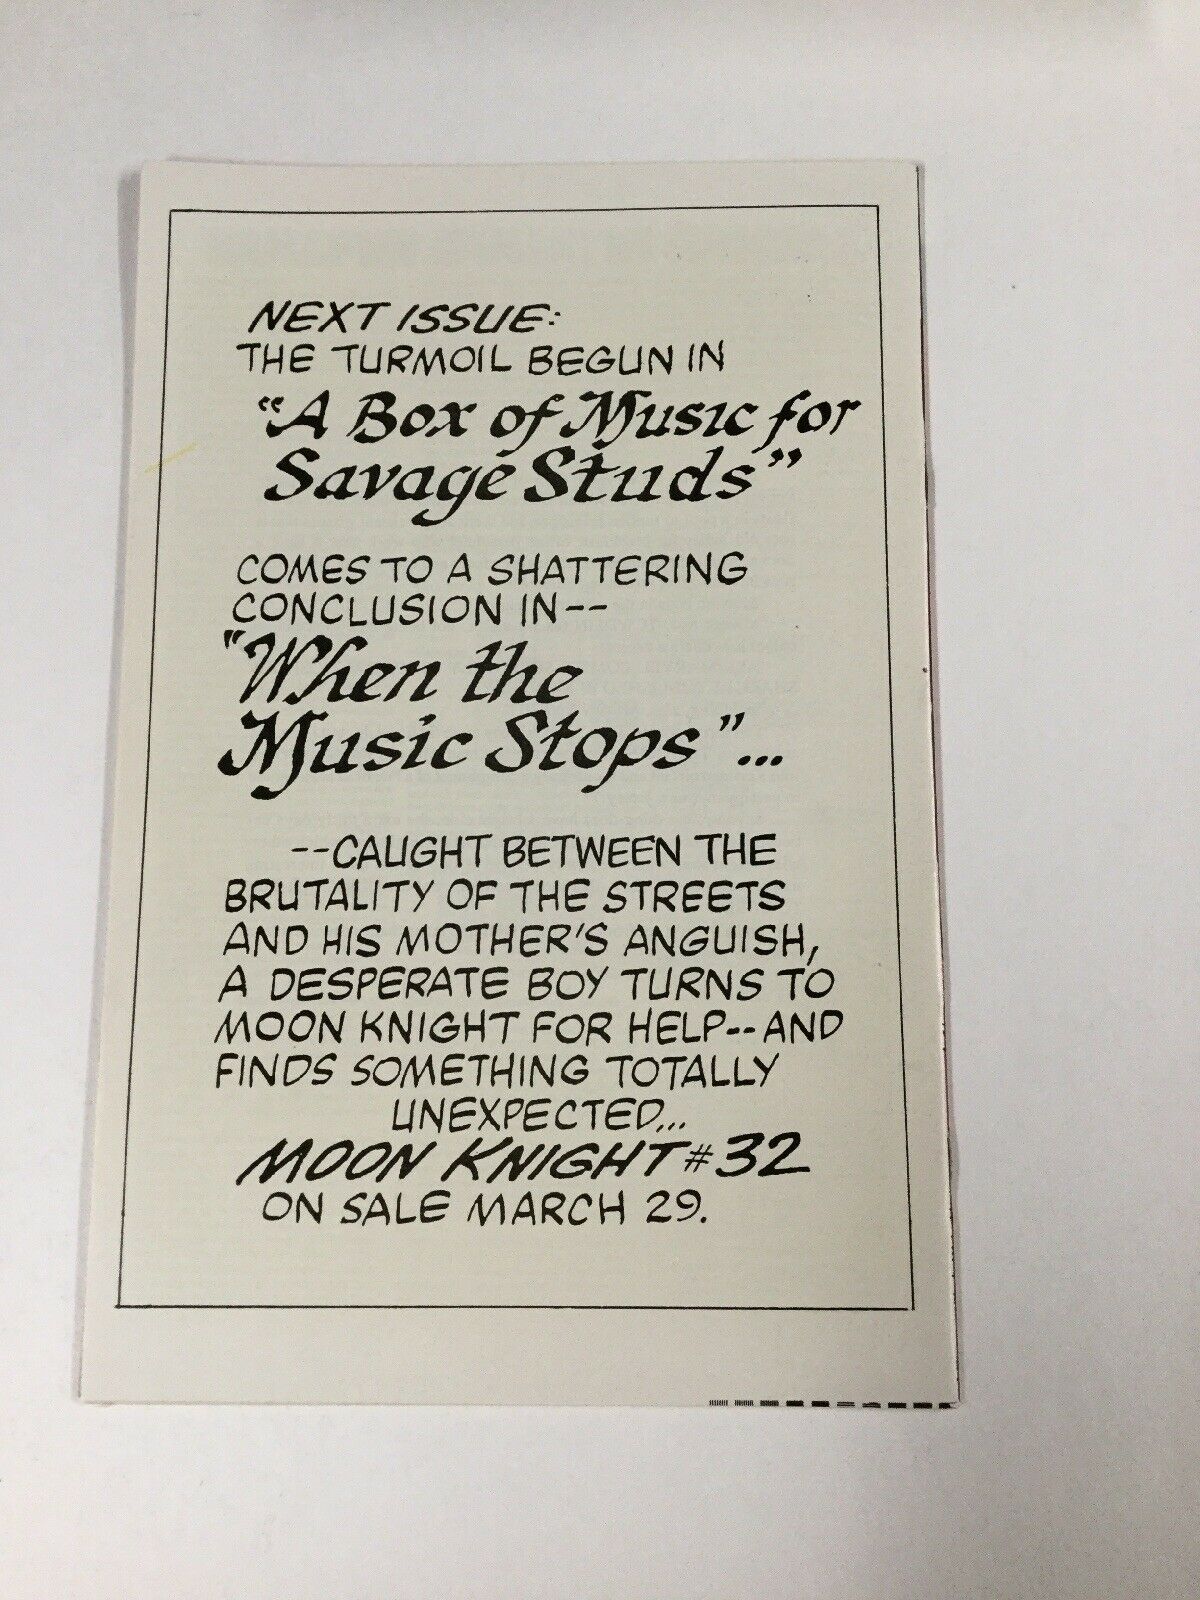 NEXT ISSUE:
THE TURMOIL BEGUN IN
"A Box of Music for
Savage Studs"
COMES TO A SHATTERING
CONCLUSION IN--
"When the
Music Stops"...
--CAUGHT BETWEEN THE
BRUTALITY OF THE STREETS
AND HIS MOTHER'S ANGUISH,
A DESPERATE BOY TURNS TO
MOON KNIGHT FOR HELP--AND
FINDS SOMETHING TOTALLY
UNEXPECTED...
MOON KNIGHT #32
ON SALE MARCH 29.